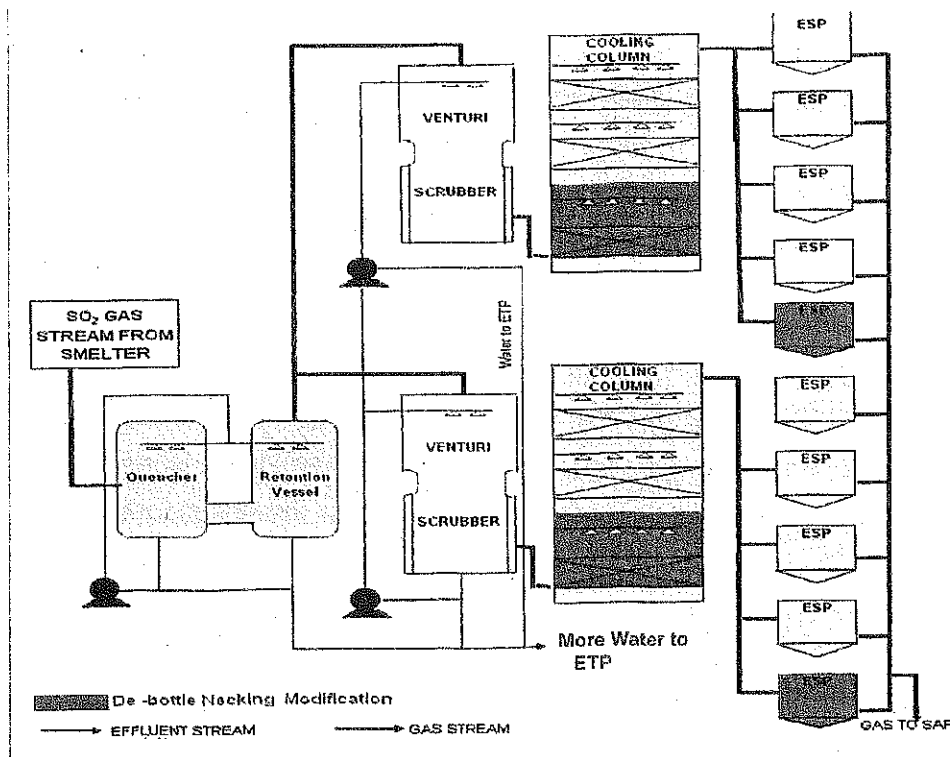 COOLING
COLUMN
VENTURI
SCRUBBER
ESP
ESP
ESP
ESP
ESP
SO₂ GAS
STREAM FROM
SMELTER
Water to ETP
Quencher
Retention
Vessel
COOLING
COLUMN
VENTURI
SCRUBBER
ESP
ESP
ESP
ESP
ESP
More Water to
ETP
De -bottle Necking Modification
EFFLUENT STREAM
GAS STREAM
GAS TO SAP